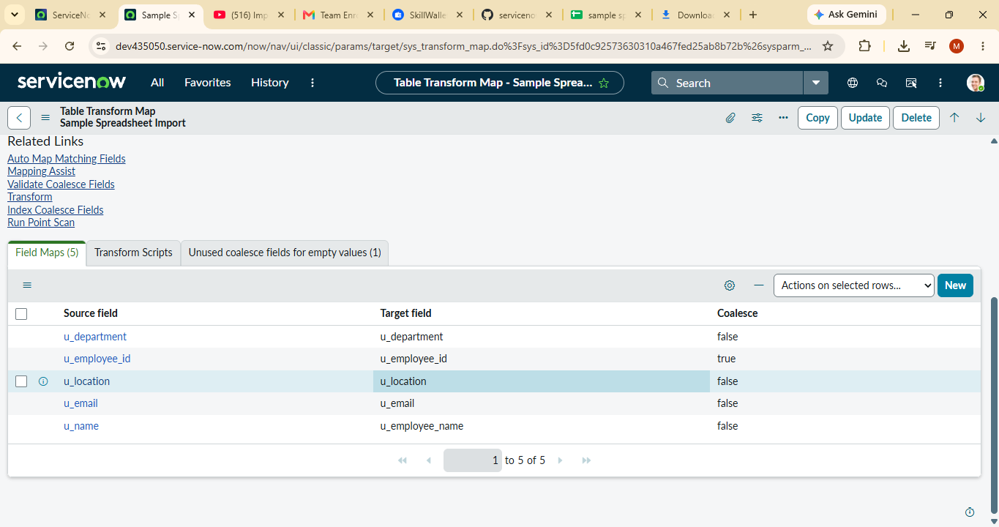 ServiceNo
Sample S
(516) Imp
Team Enr
SkillWalle
serviceno
sample sp
Downloa
Ask Gemini
dev435050.service-now.com/now/nav/ui/classic/params/target/sys_transform_map.do%3Fsys_id%3D5fd0c92573630310a467fed25ab8b72b%26sysparm_...
M
servicenow
All
Favorites
History
Table Transform Map - Sample Sprea...
Search
Table Transform Map
Sample Spreadsheet Import
Copy
Update
Delete
Related Links
Auto Map Matching Fields
Mapping Assist
Validate Coalesce Fields
Transform
Index Coalesce Fields
Run Point Scan
Field Maps (5)
Transform Scripts
Unused coalesce fields for empty values (1)
Actions on selected rows...
New
Source field Target field Coalesce
u_department u_department false
u_employee_id u_employee_id true
u_location u_location false
u_email u_email false
u_name u_employee_name false
1 to 5 of 5